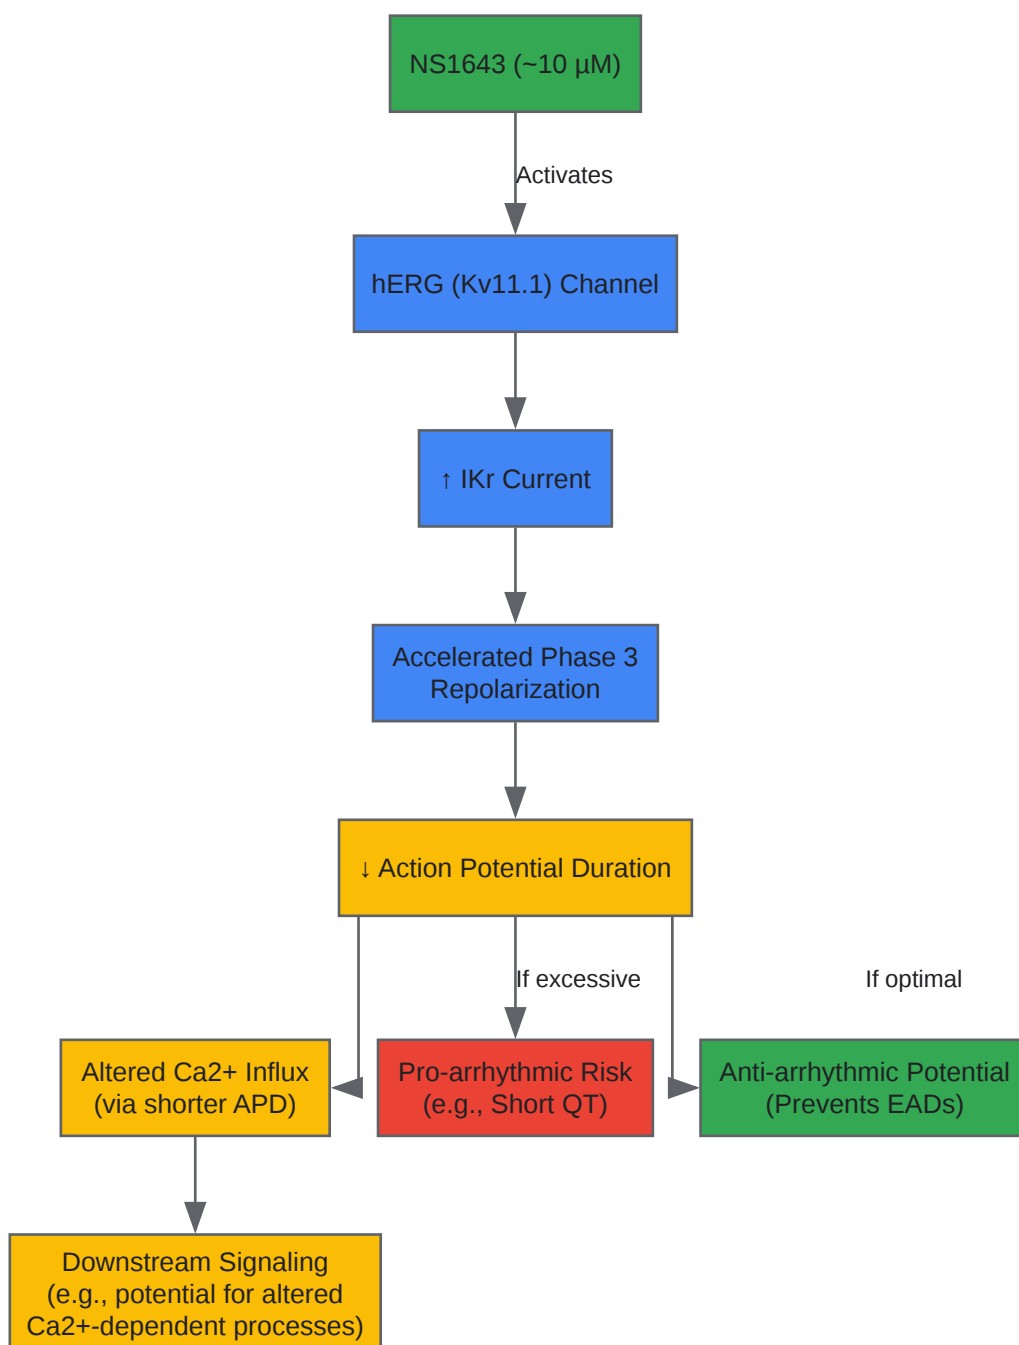 NS1643 (~10 µM)
Activates
hERG (Kv11.1) Channel
↑ IKr Current
Accelerated Phase 3
Repolarization
↓ Action Potential Duration
If excessive
If optimal
Altered Ca2+ Influx
(via shorter APD)
Pro-arrhythmic Risk
(e.g., Short QT)
Anti-arrhythmic Potential
(Prevents EADs)
Downstream Signaling
(e.g., potential for altered
Ca2+-dependent processes)